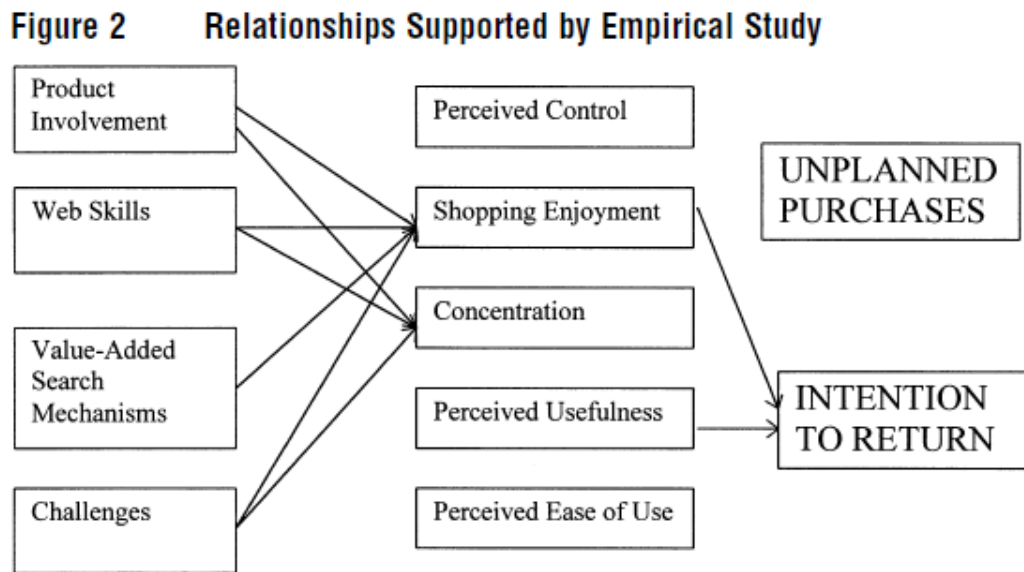 Figure 2 Relationships Supported by Empirical Study
Product
Involvement
Web Skills
Value-Added
Search
Mechanisms
Challenges
Perceived Control
Shopping Enjoyment
Concentration
Perceived Usefulness
Perceived Ease of Use
UNPLANNED
PURCHASES
INTENTION
TO RETURN